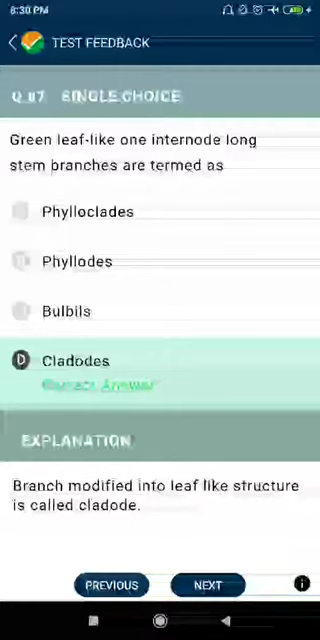 8:30 PM
TEST FEEDBACK
Q.#7 SINGLE CHOICE
Green leaf-like one internode long
stem branches are termed as
Phylloclades
Phyllodes
Bulbils
D Cladodes
Correct Answer
EXPLANATION
Branch modified into leaf like structure
is called cladode.
PREVIOUS
NEXT